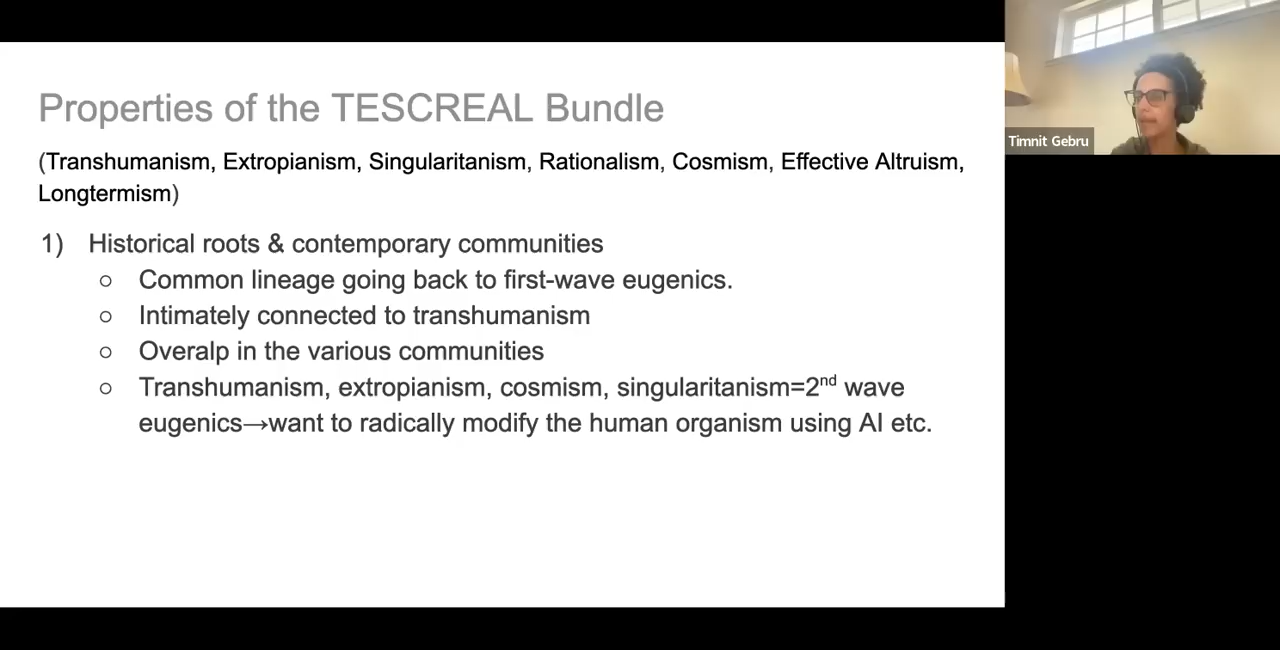 Properties of the TESCREAL Bundle
(Transhumanism, Extropianism, Singularitanism, Rationalism, Cosmism, Effective Altruism,
Longtermism)
1) Historical roots & contemporary communities
○ Common lineage going back to first-wave eugenics.
○ Intimately connected to transhumanism
○ Overalp in the various communities
○ Transhumanism, extropianism, cosmism, singularitanism=2nd wave
eugenics→want to radically modify the human organism using AI etc.
Timnit Gebru